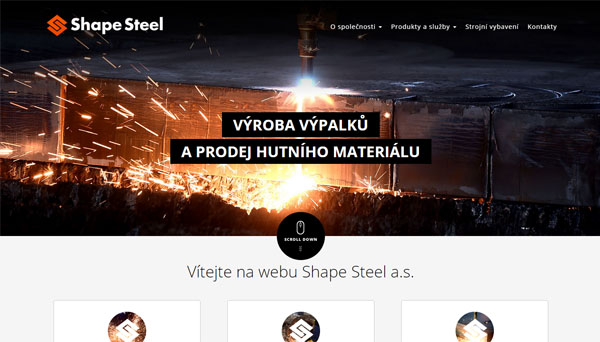 Shape Steel
O společnosti
Produkty a služby
Strojní vybavení
Kontakty
VÝROBA VÝPALKŮ
A PRODEJ HUTNÍHO MATERIÁLU
SCROLL DOWN
Vítejte na webu Shape Steel a.s.